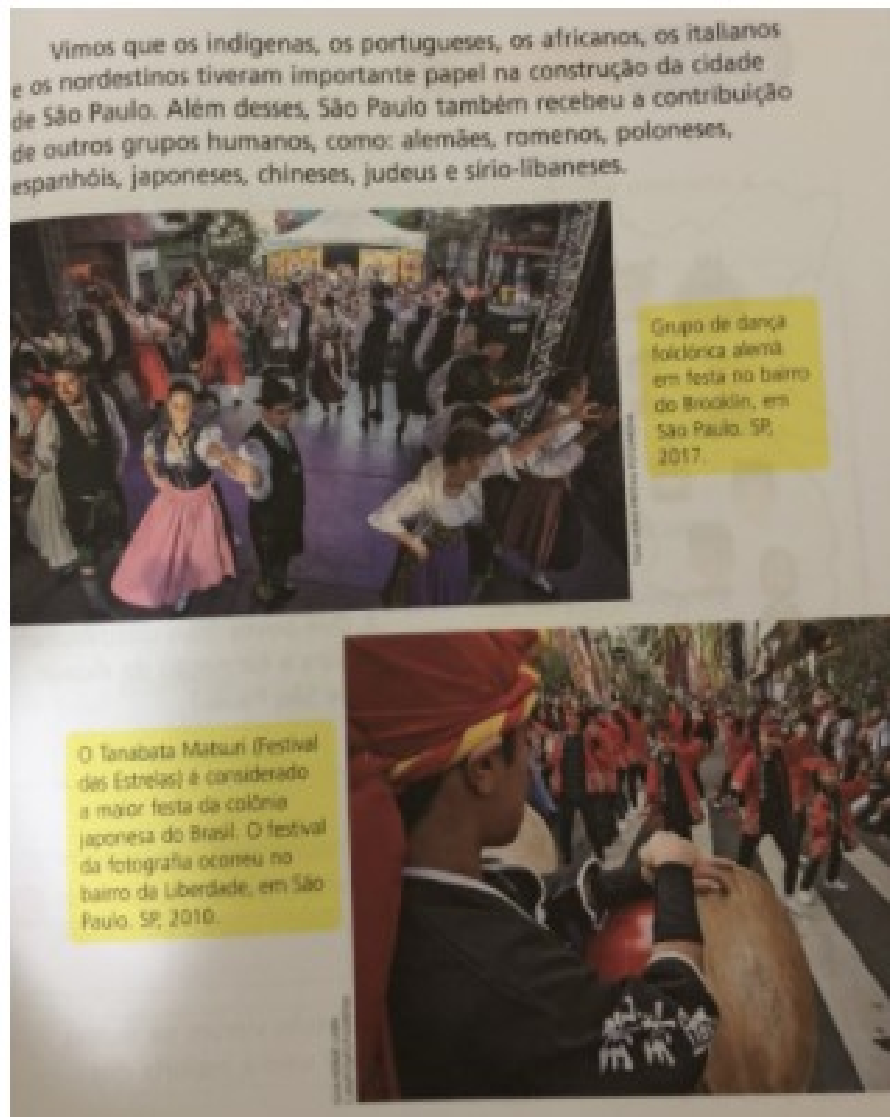 Vimos que os indígenas, os portugueses, os africanos, os italianos
e os nordestinos tiveram importante papel na construção da cidade
de São Paulo. Além desses, São Paulo também recebeu a contribuição
de outros grupos humanos, como: alemães, romenos, poloneses,
espanhóis, japoneses, chineses, judeus e sírio-libaneses.
Grupo de dança
folclórica alemã
em festa no bairro
do Brooklin, em
São Paulo. SP,
2017.
O Tanabata Matsuri (Festival
das Estrelas) é considerado
a maior festa da colônia
japonesa do Brasil. O festival
da fotografia ocorreu no
bairro da Liberdade, em São
Paulo. SP, 2010.